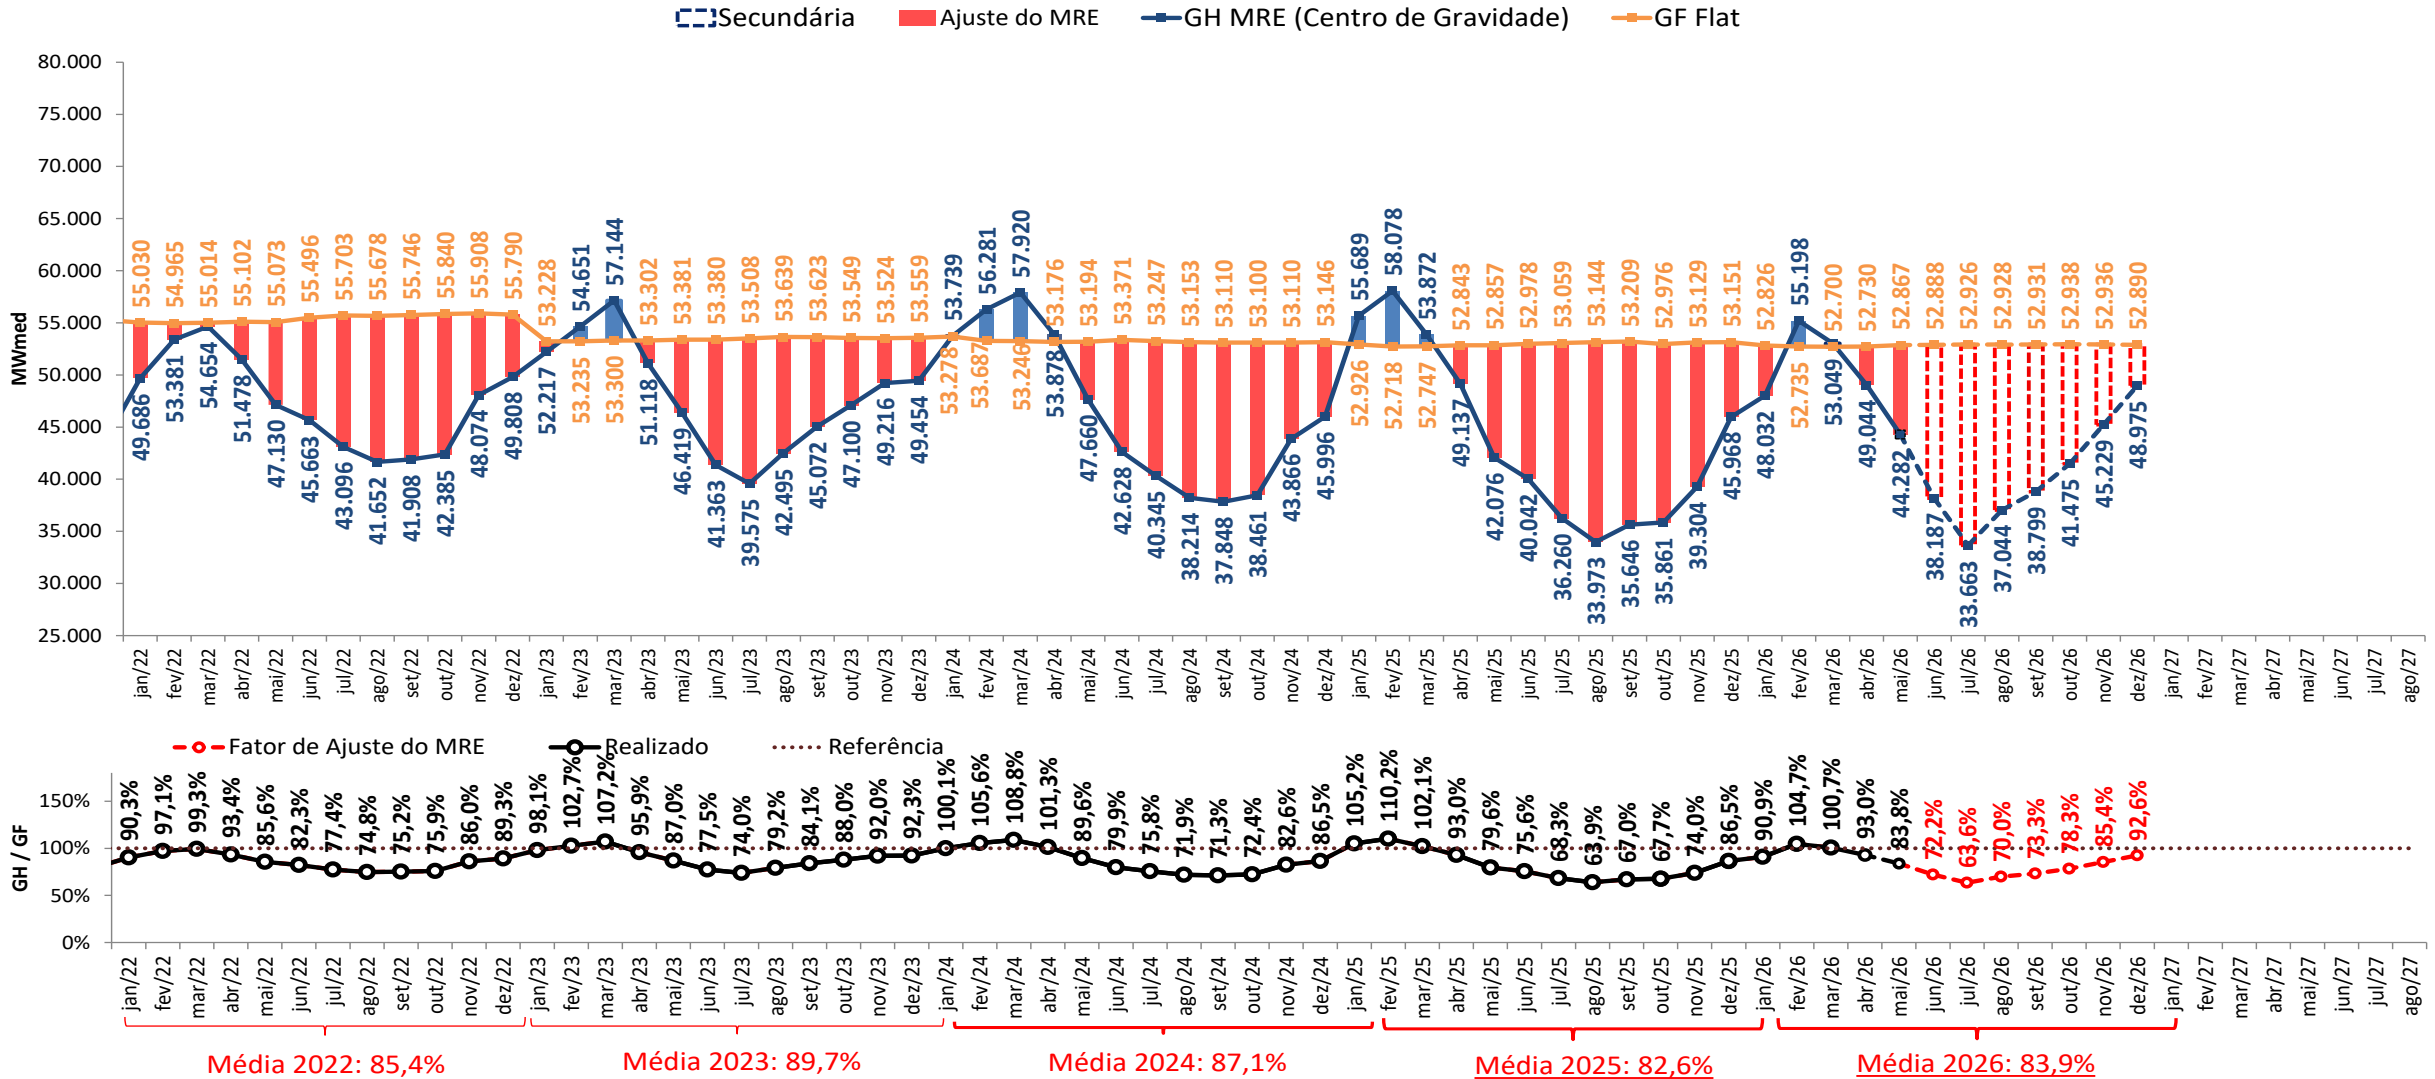 Secundária Ajuste do MRE GH MRE (Centro de Gravidade) GF Flat
MWmed
80.000
75.000
70.000
65.000
60.000
55.000
50.000
45.000
40.000
35.000
30.000
25.000
55.030 54.965 55.014 55.102 55.073 55.496 55.703 55.678 55.746 55.840 55.908 55.790 53.228 53.235 53.300 53.302 53.381 53.380 53.508 53.639 53.623 53.549 53.524 53.559 53.278 53.687 53.246 53.176 53.194 53.371 53.247 53.153 53.110 53.100 53.110 53.146 52.926 52.718 52.747 52.843 52.857 52.978 53.059 53.144 53.209 52.976 53.129 53.151 52.826 52.735 52.700 52.730 52.867 52.888 52.926 52.928 52.931 52.938 52.936 52.890
49.686 53.381 54.654 51.478 47.130 45.663 43.096 41.652 41.908 42.385 48.074 49.808 52.217 54.651 57.144 51.118 46.419 41.363 39.575 42.495 45.072 47.100 49.216 49.454 53.739 56.281 57.920 53.878 47.660 42.628 40.345 38.214 37.848 38.461 43.866 45.996 55.689 58.078 53.872 49.137 42.076 40.042 36.260 33.973 35.646 35.861 39.304 45.968 48.032 55.198 53.049 49.044 44.282 38.187 33.663 37.044 38.799 41.475 45.229 48.975
jan/22 fev/22 mar/22 abr/22 mai/22 jun/22 jul/22 ago/22 set/22 out/22 nov/22 dez/22 jan/23 fev/23 mar/23 abr/23 mai/23 jun/23 jul/23 ago/23 set/23 out/23 nov/23 dez/23 jan/24 fev/24 mar/24 abr/24 mai/24 jun/24 jul/24 ago/24 set/24 out/24 nov/24 dez/24 jan/25 fev/25 mar/25 abr/25 mai/25 jun/25 jul/25 ago/25 set/25 out/25 nov/25 dez/25 jan/26 fev/26 mar/26 abr/26 mai/26 jun/26 jul/26 ago/26 set/26 out/26 nov/26 dez/26 jan/27 fev/27 mar/27 abr/27 mai/27 jun/27 jul/27 ago/27
Fator de Ajuste do MRE Realizado Referência
GH / GF
150%
100%
50%
0%
90,3% 97,1% 99,3% 93,4% 85,6% 82,3% 77,4% 74,8% 75,2% 75,9% 86,0% 89,3% 98,1% 102,7% 107,2% 95,9% 87,0% 77,5% 74,0% 79,2% 84,1% 88,0% 92,0% 92,3% 100,1% 105,6% 108,8% 101,3% 89,6% 79,9% 75,8% 71,9% 71,3% 72,4% 82,6% 86,5% 105,2% 110,2% 102,1% 93,0% 79,6% 75,6% 68,3% 63,9% 67,0% 67,7% 74,0% 86,5% 90,9% 104,7% 100,7% 93,0% 83,8% 72,2% 63,6% 70,0% 73,3% 78,3% 85,4% 92,6%
jan/22 fev/22 mar/22 abr/22 mai/22 jun/22 jul/22 ago/22 set/22 out/22 nov/22 dez/22 jan/23 fev/23 mar/23 abr/23 mai/23 jun/23 jul/23 ago/23 set/23 out/23 nov/23 dez/23 jan/24 fev/24 mar/24 abr/24 mai/24 jun/24 jul/24 ago/24 set/24 out/24 nov/24 dez/24 jan/25 fev/25 mar/25 abr/25 mai/25 jun/25 jul/25 ago/25 set/25 out/25 nov/25 dez/25 jan/26 fev/26 mar/26 abr/26 mai/26 jun/26 jul/26 ago/26 set/26 out/26 nov/26 dez/26 jan/27 fev/27 mar/27 abr/27 mai/27 jun/27 jul/27 ago/27
Média 2022: 85,4% Média 2023: 89,7% Média 2024: 87,1% Média 2025: 82,6% Média 2026: 83,9%